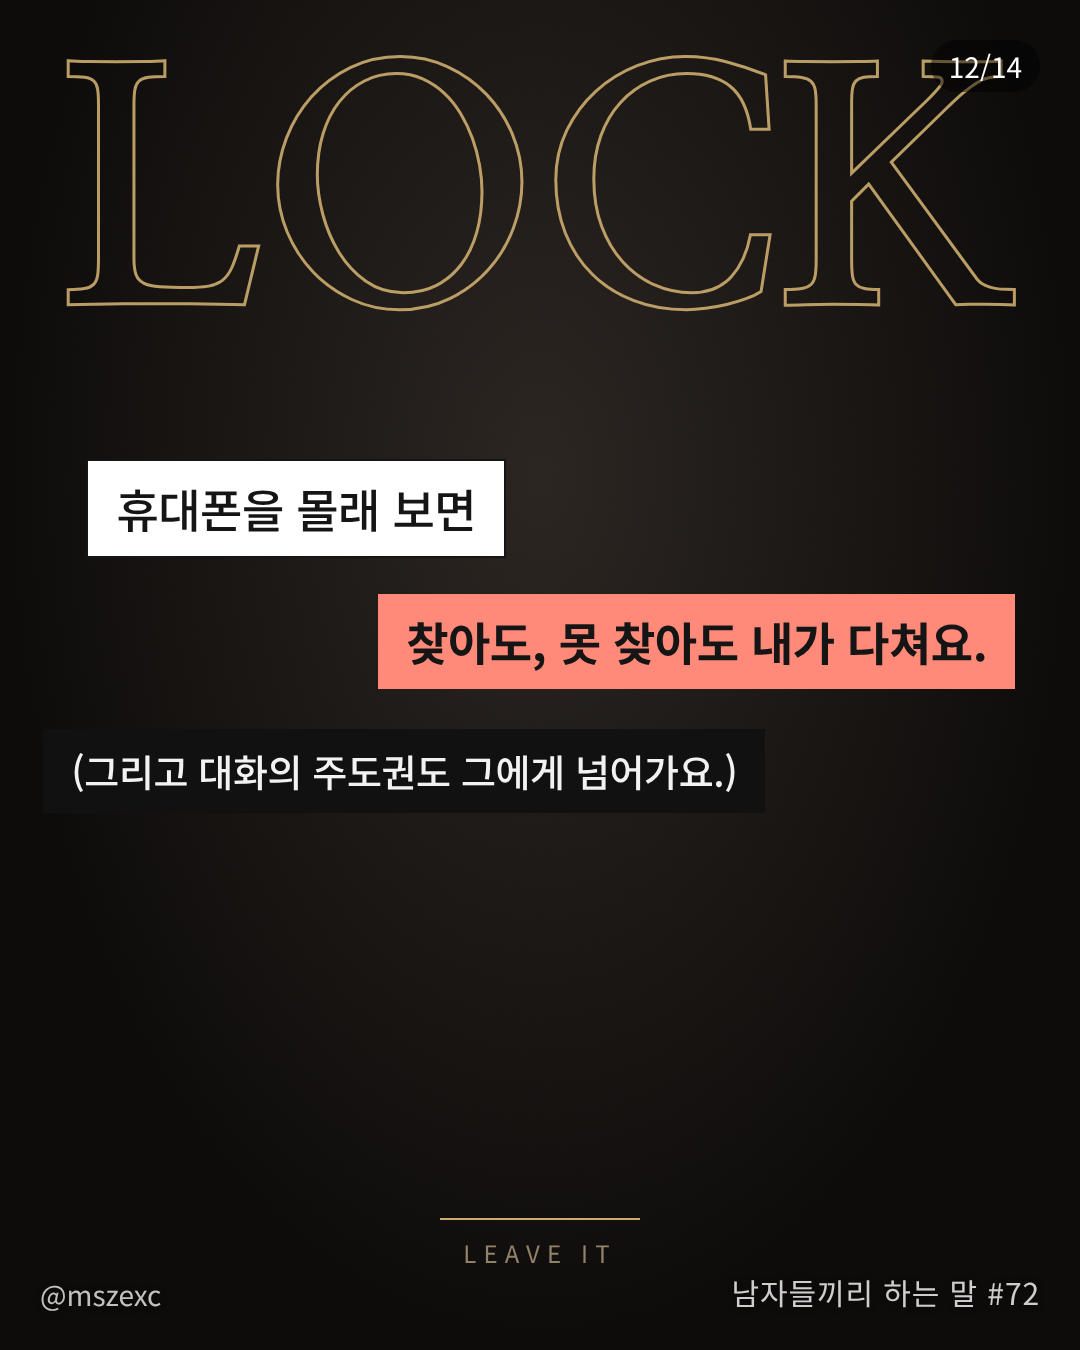 LOCK
12/14
휴대폰을 몰래 보면
찾아도, 못 찾아도 내가 다쳐요.
(그리고 대화의 주도권도 그에게 넘어가요.)
LEAVE IT
@mszexc
남자들끼리 하는 말 #72